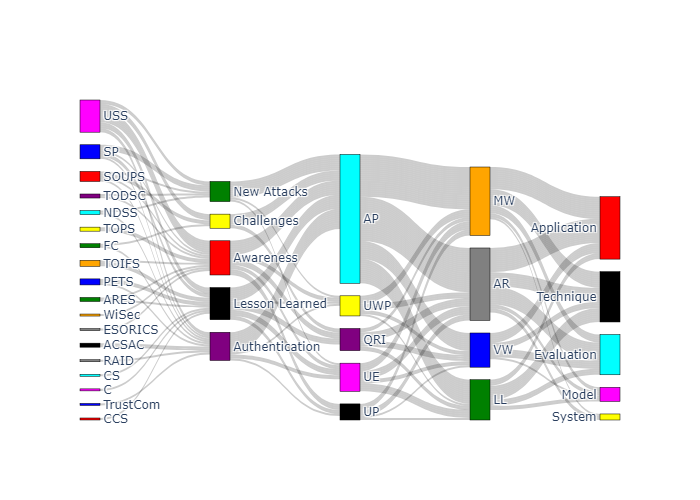 USS
SP
SOUPS
TODSC
NDSS
TOPS
FC
TOIFS
PETS
ARES
WiSec
ESORICS
ACSAC
RAID
CS
C
TrustCom
CCS
New Attacks
Challenges
Awareness
Lesson Learned
Authentication
AP
UWP
QRI
UE
UP
MW
AR
VW
LL
Application
Technique
Evaluation
Model
System